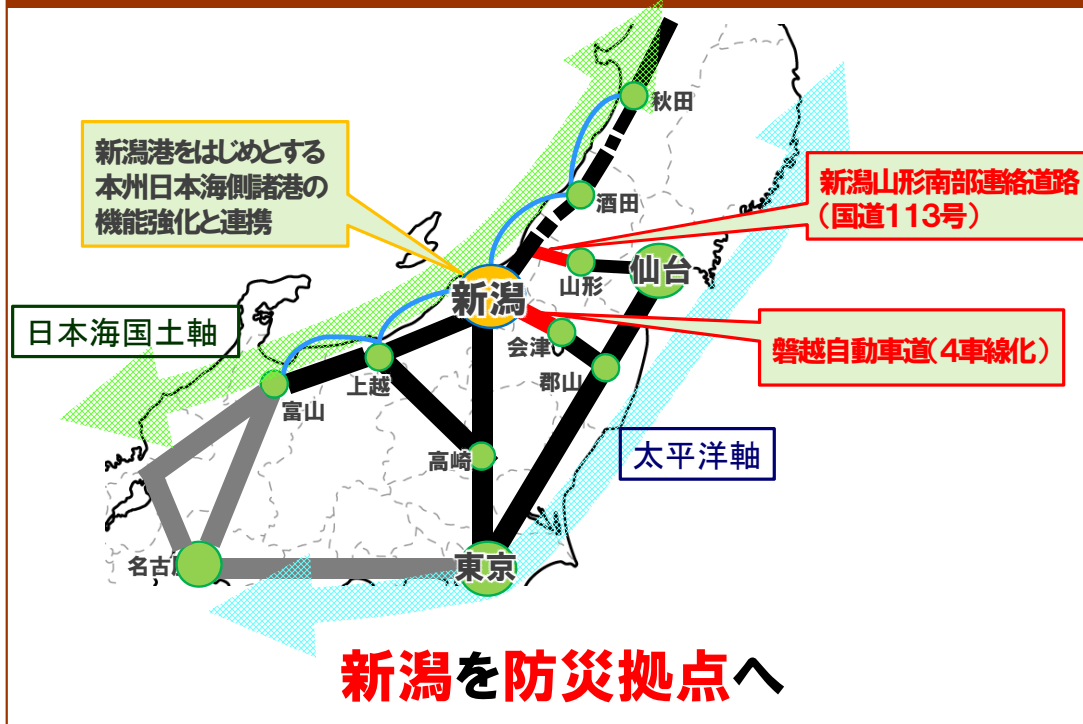 秋田
新潟港をはじめとする
本州日本海側諸港の
機能強化と連携
新潟山形南部連絡道路
（国道113号）
酒田
仙台
山形
新潟
日本海国土軸
会津
磐越自動車道（4車線化）
上越
郡山
富山
太平洋軸
高崎
名古
東京
新潟を防災拠点へ